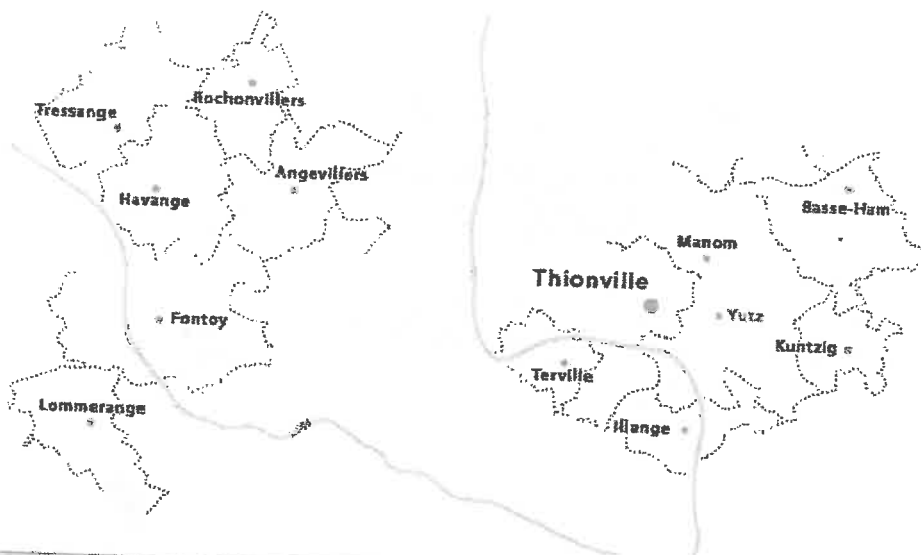 Rochonvillers
Tressange
Angevillers
Havange
Basse-Ham
Manom
Thionville
Fontoy
Yutz
Kuntzig
Terville
Lommerange
Illange